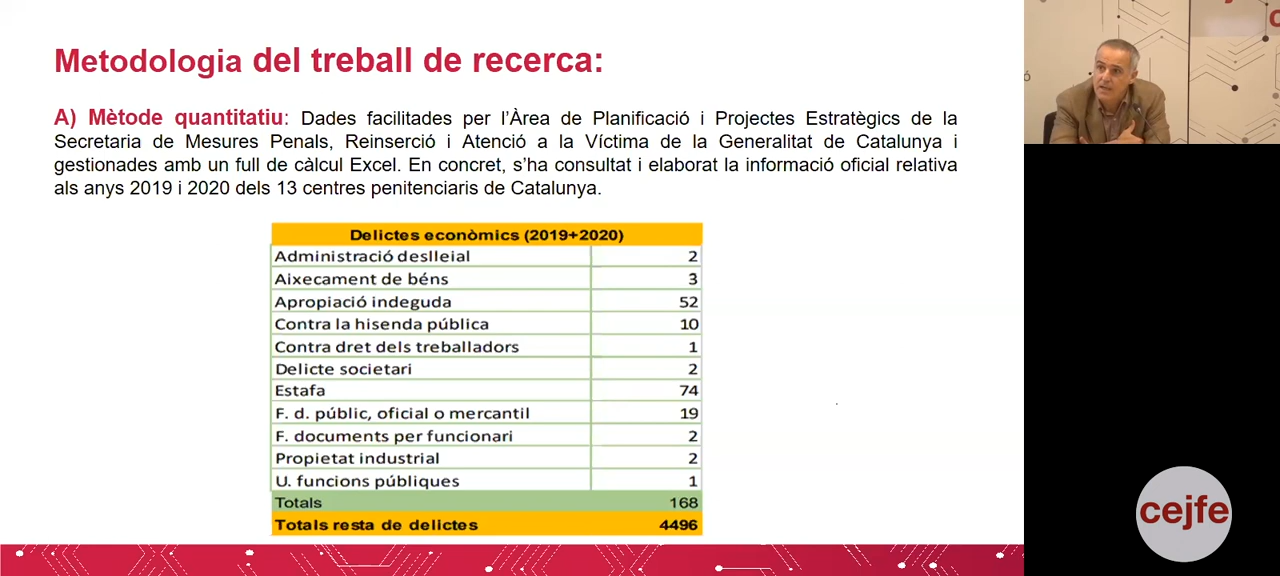 Metodologia del treball de recerca:
A) Mètode quantitatiu: Dades facilitades per l'Àrea de Planificació i Projectes Estratègics de la
Secretaria de Mesures Penals, Reinserció i Atenció a la Víctima de la Generalitat de Catalunya i
gestionades amb un full de càlcul Excel. En concret, s'ha consultat i elaborat la informació oficial relativa
als anys 2019 i 2020 dels 13 centres penitenciaris de Catalunya.
Delictes econòmics (2019+2020)
Administració deslleial 2
Aixecament de béns 3
Apropiació indeguda 52
Contra la hisenda pública 10
Contra dret dels treballadors 1
Delicte societari 2
Estafa 74
F. d. públic, oficial o mercantil 19
F. documents per funcionari 2
Propietat industrial 2
U. funcions públiques 1
Totals 168
Totals resta de delictes 4496
cejfe